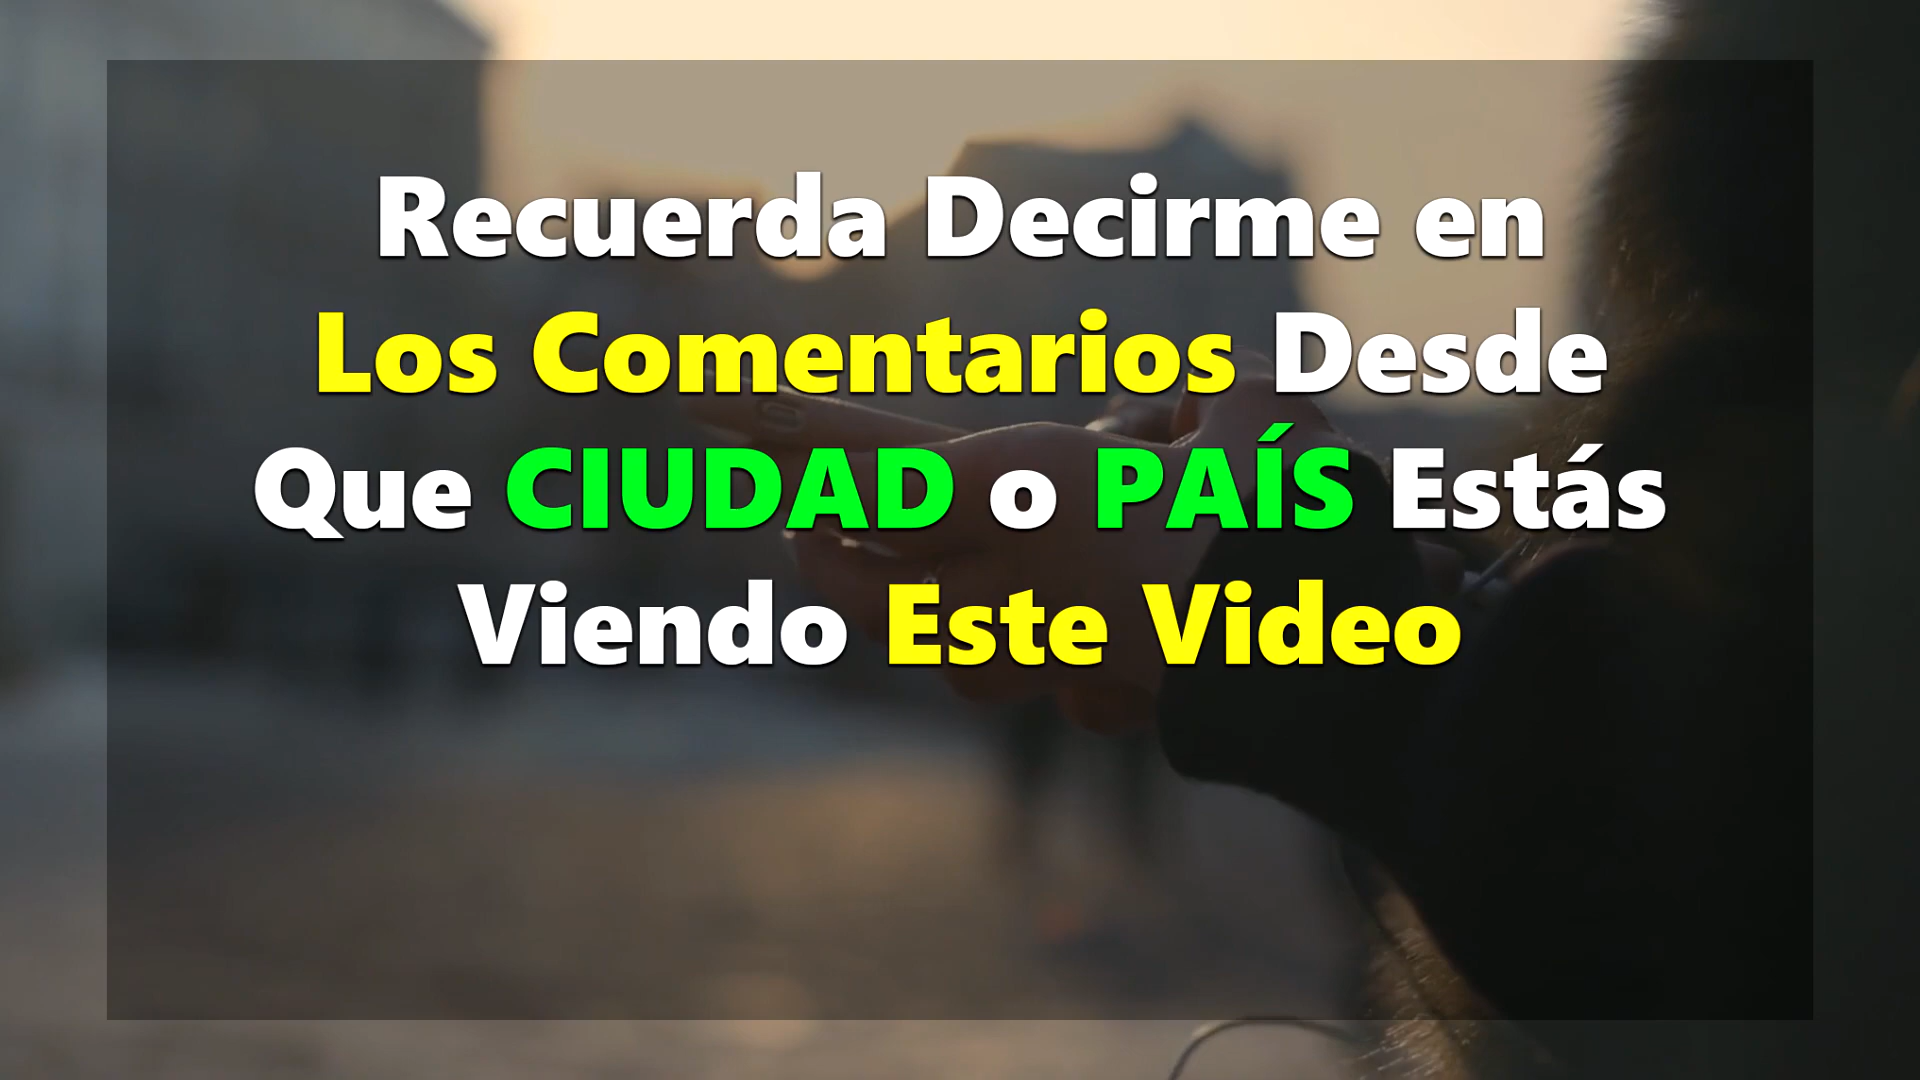 Recuerda Decirme en
Los Comentarios Desde
Que CIUDAD o PAÍS Estás
Viendo Este Video